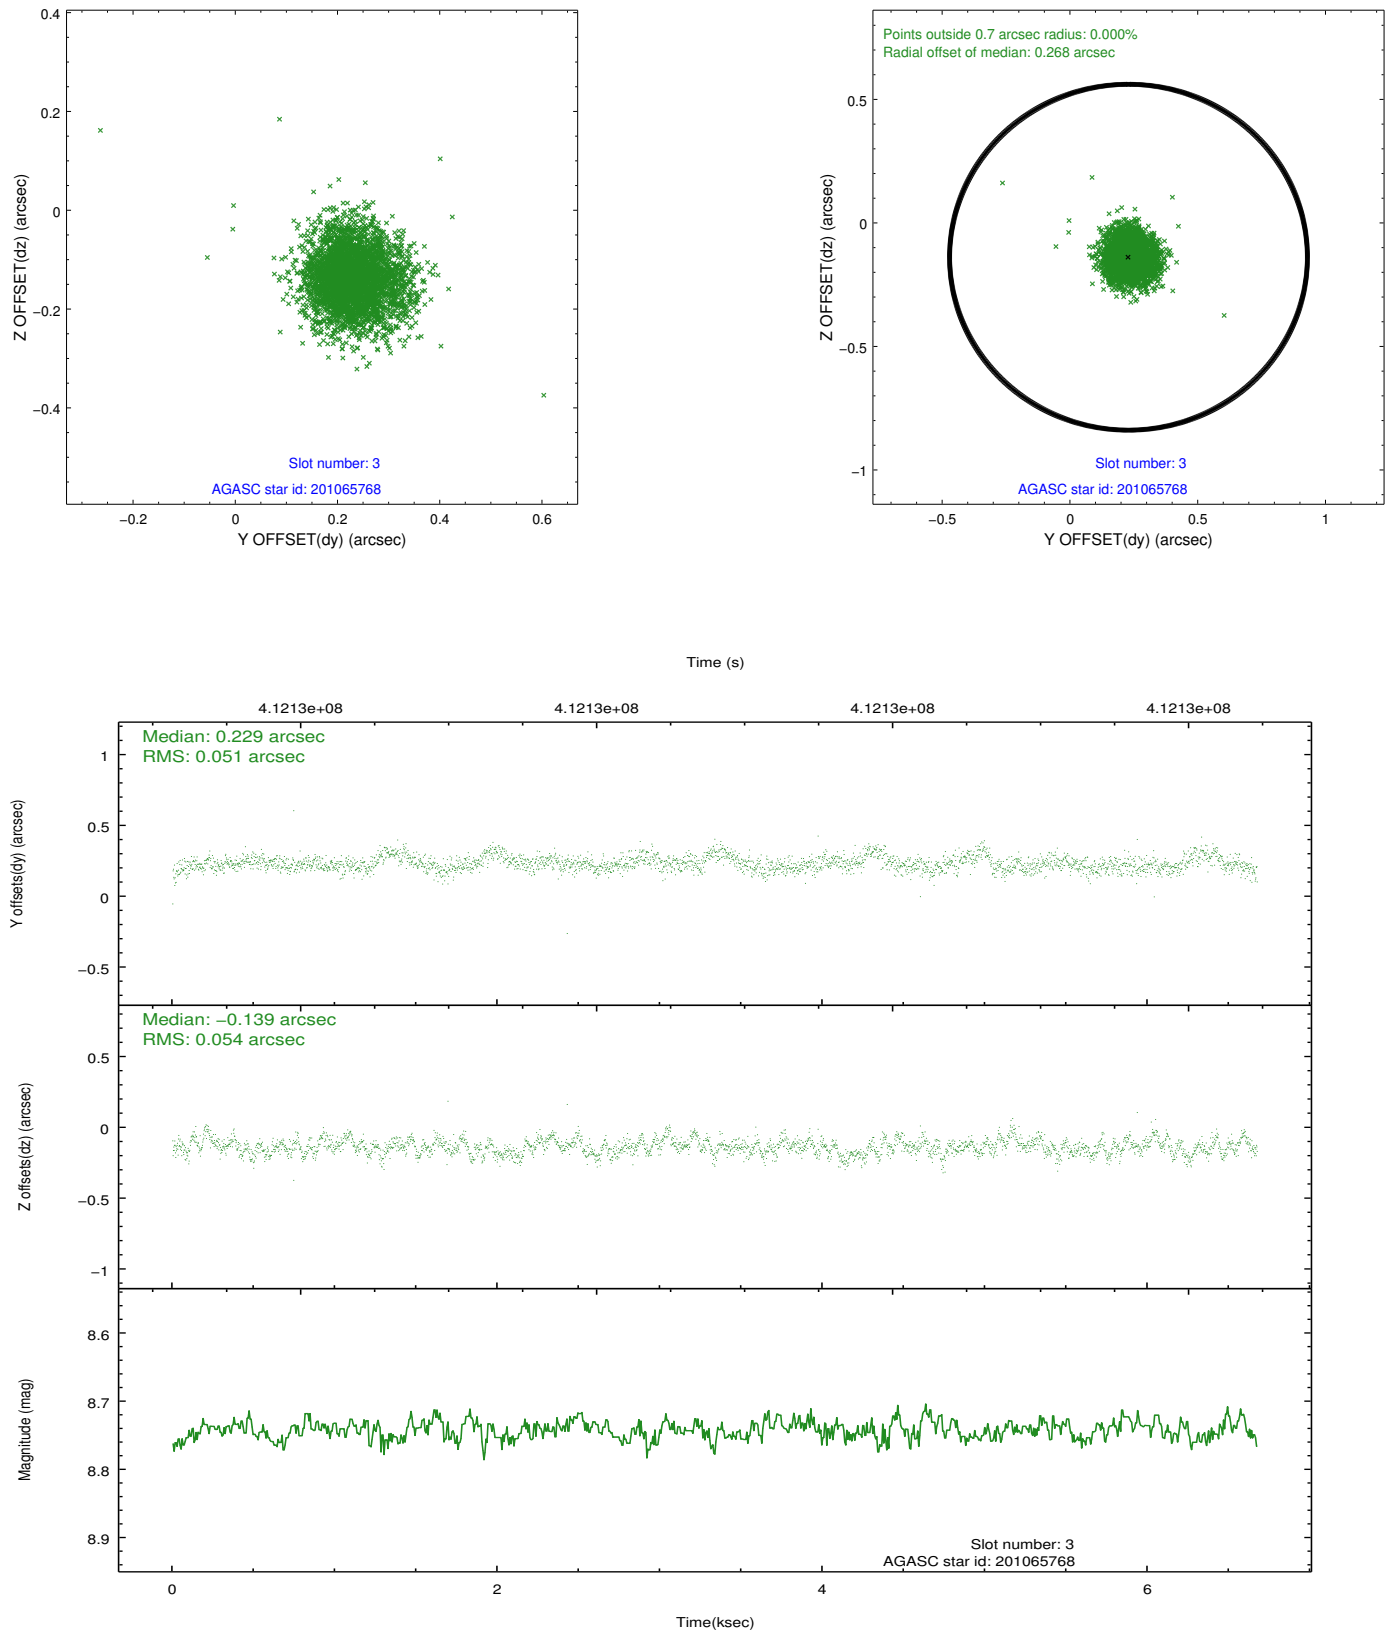 0.4
0.2
0
−0.2
−0.4
Z OFFSET(dz) (arcsec)
Slot number: 3
AGASC star id: 201065768
−0.2
0
0.2
0.4
0.6
Y OFFSET(dy) (arcsec)
Points outside 0.7 arcsec radius: 0.000%
Radial offset of median: 0.268 arcsec
0.5
0
−0.5
−1
Z OFFSET(dz) (arcsec)
Slot number: 3
AGASC star id: 201065768
−0.5
0
0.5
1
Y OFFSET(dy) (arcsec)
Time (s)
4.1213e+08
4.1213e+08
4.1213e+08
4.1213e+08
Median: 0.229 arcsec
RMS: 0.051 arcsec
1
0.5
0
−0.5
Y offsets(dy) (arcsec)
Median: −0.139 arcsec
RMS: 0.054 arcsec
0.5
0
−0.5
−1
Z offsets(dz) (arcsec)
8.6
8.7
8.8
8.9
Magnitude (mag)
Slot number: 3
AGASC star id: 201065768
0
2
4
6
Time(ksec)